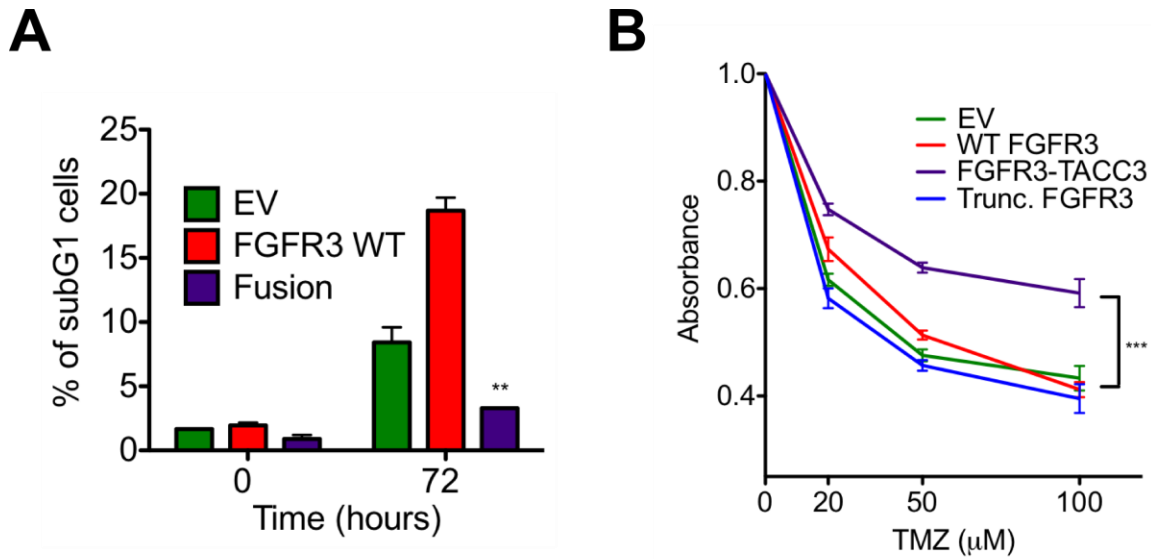 A
% of subG1 cells
25
20
15
10
5
0
EV
FGFR3 WT
Fusion
**
0
72
Time (hours)
B
Absorbance
1.0
0.8
0.6
0.4
EV
WT FGFR3
FGFR3-TACC3
Trunc. FGFR3
***
0
20
50
100
TMZ (μM)